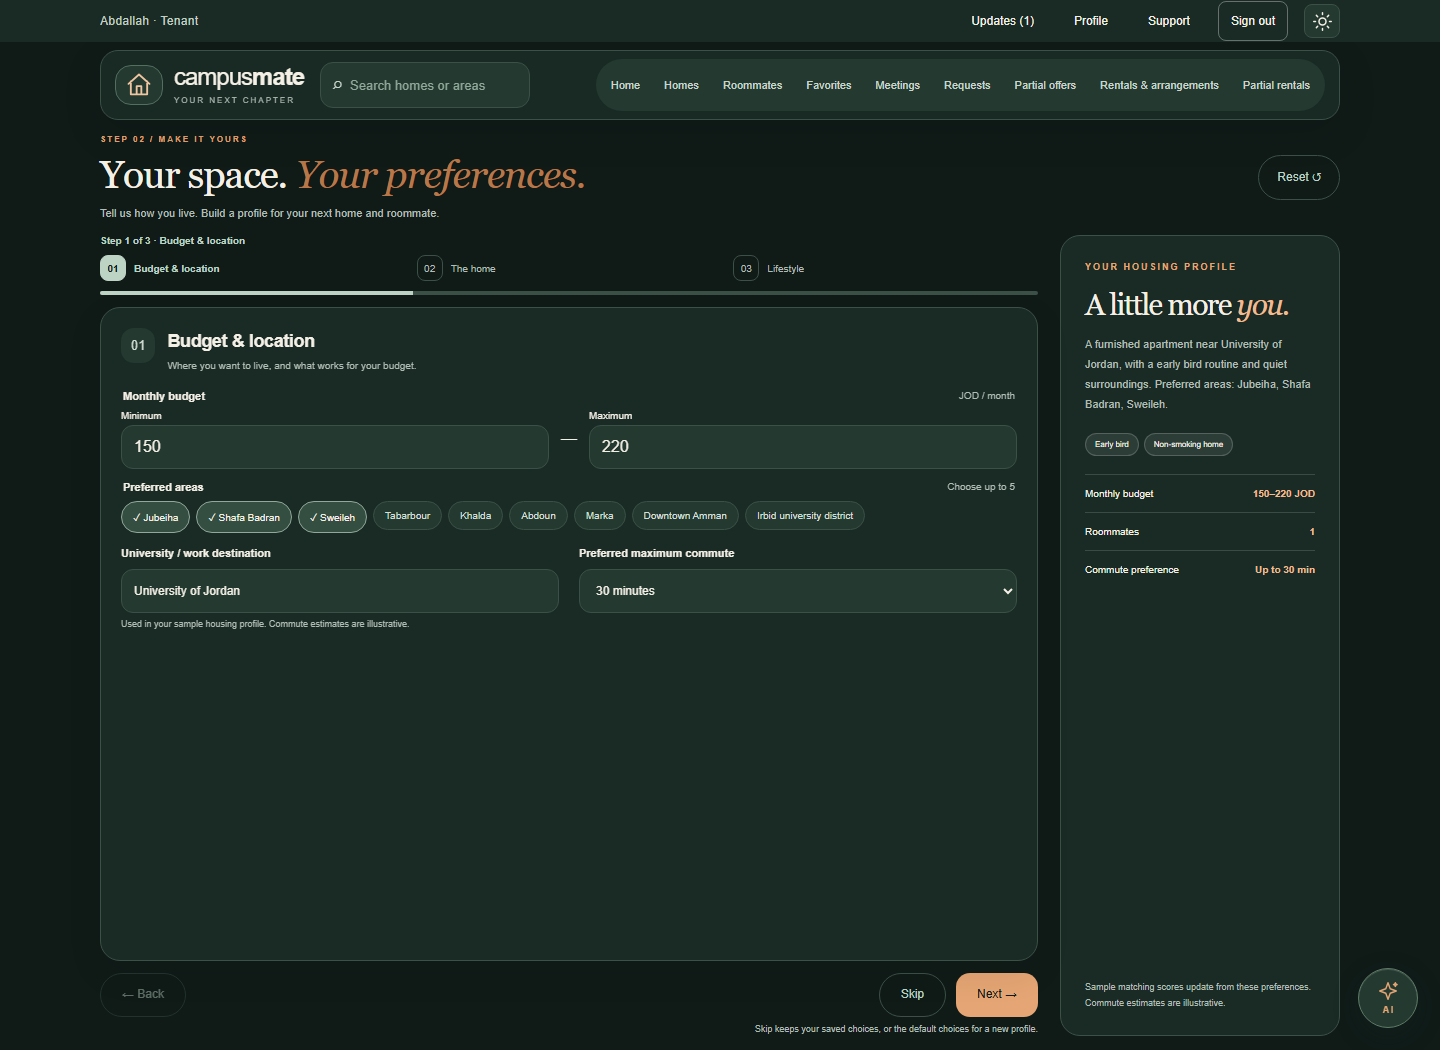 Abdallah · Tenant
Updates (1)
Profile
Support
Sign out
campusmate
YOUR NEXT CHAPTER
Search homes or areas
Home
Homes
Roommates
Favorites
Meetings
Requests
Partial offers
Rentals & arrangements
Partial rentals
STEP 02 / MAKE IT YOURS
Your space. Your preferences.
Reset ↺
Tell us how you live. Build a profile for your next home and roommate.
Step 1 of 3 · Budget & location
01 Budget & location
02 The home
03 Lifestyle
01 Budget & location
Where you want to live, and what works for your budget.
Monthly budget
JOD / month
Minimum
Maximum
150 — 220
Preferred areas
Choose up to 5
✓ Jubeiha
✓ Shafa Badran
✓ Sweileh
Tabarbour
Khalda
Abdoun
Marka
Downtown Amman
Irbid university district
University / work destination
Preferred maximum commute
University of Jordan
30 minutes
Used in your sample housing profile. Commute estimates are illustrative.
← Back
Skip
Next →
Skip keeps your saved choices, or the default choices for a new profile.
YOUR HOUSING PROFILE
A little more you.
A furnished apartment near University of
Jordan, with a early bird routine and quiet
surroundings. Preferred areas: Jubeiha, Shafa
Badran, Sweileh.
Early bird
Non-smoking home
Monthly budget 150–220 JOD
Roommates 1
Commute preference Up to 30 min
Sample matching scores update from these preferences.
Commute estimates are illustrative.
AI